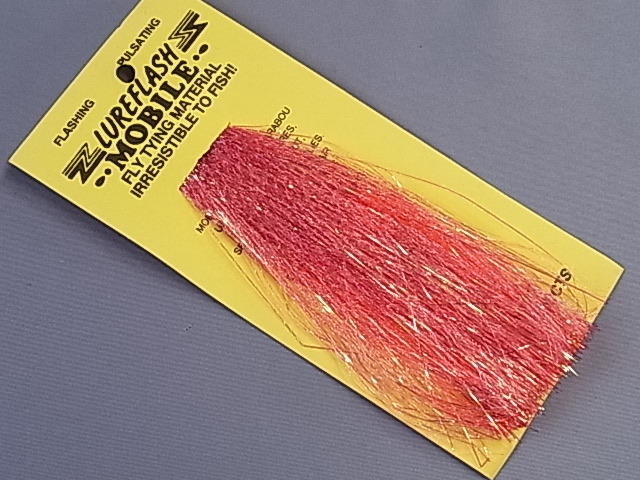 FLASHING
PULSATING
LUREFLASH
MOBILE
FLY TYING MATERIAL
IRRESISTIBLE TO FISH!